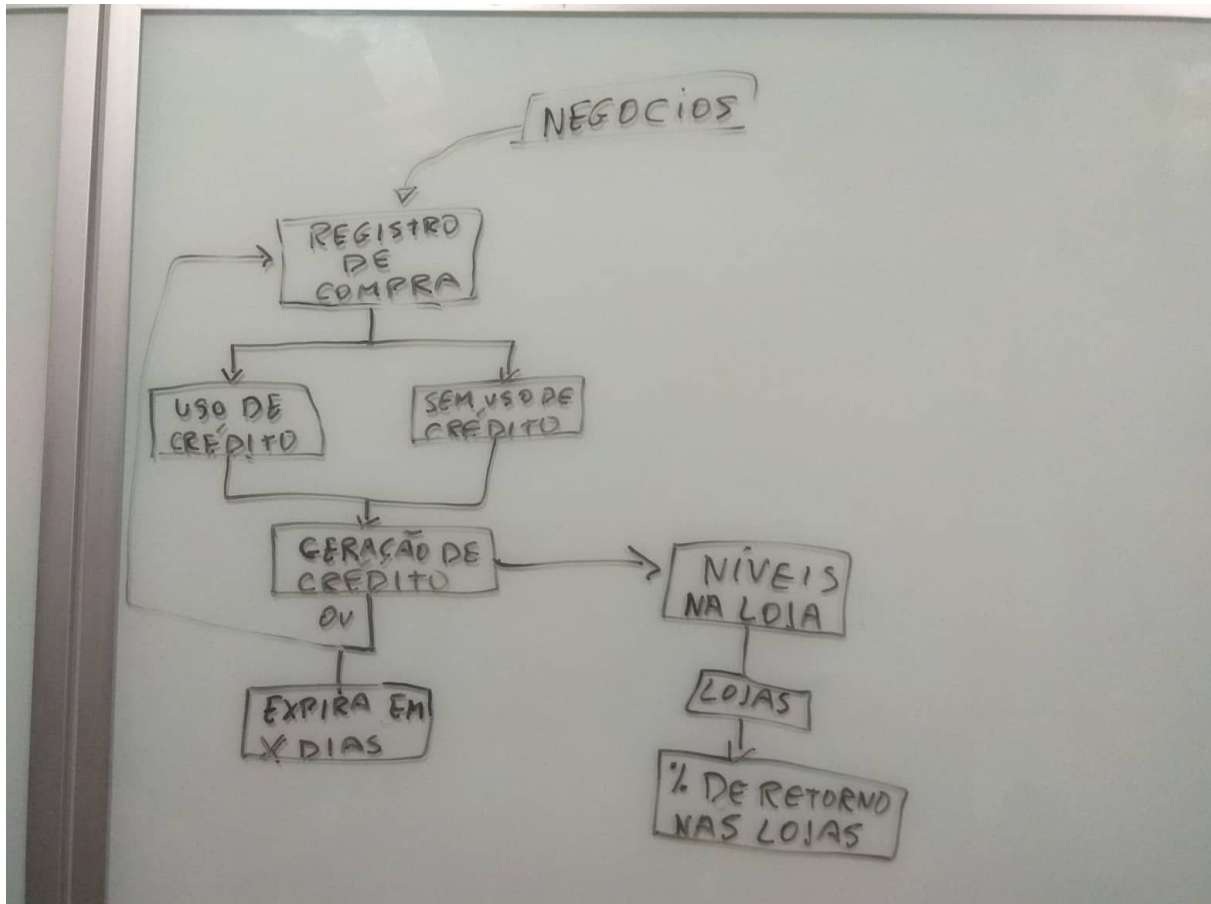 NEGOCIOS
REGISTRO
DE
COMPRA
USO DE
CRÉDITO
SEM USO DE
CRÉDITO
GERAÇÃO DE
CRÉDITO
OU
EXPIRA EM
X DIAS
NÍVEIS
NA LOJA
LOJAS
% DE RETORNO
NAS LOJAS